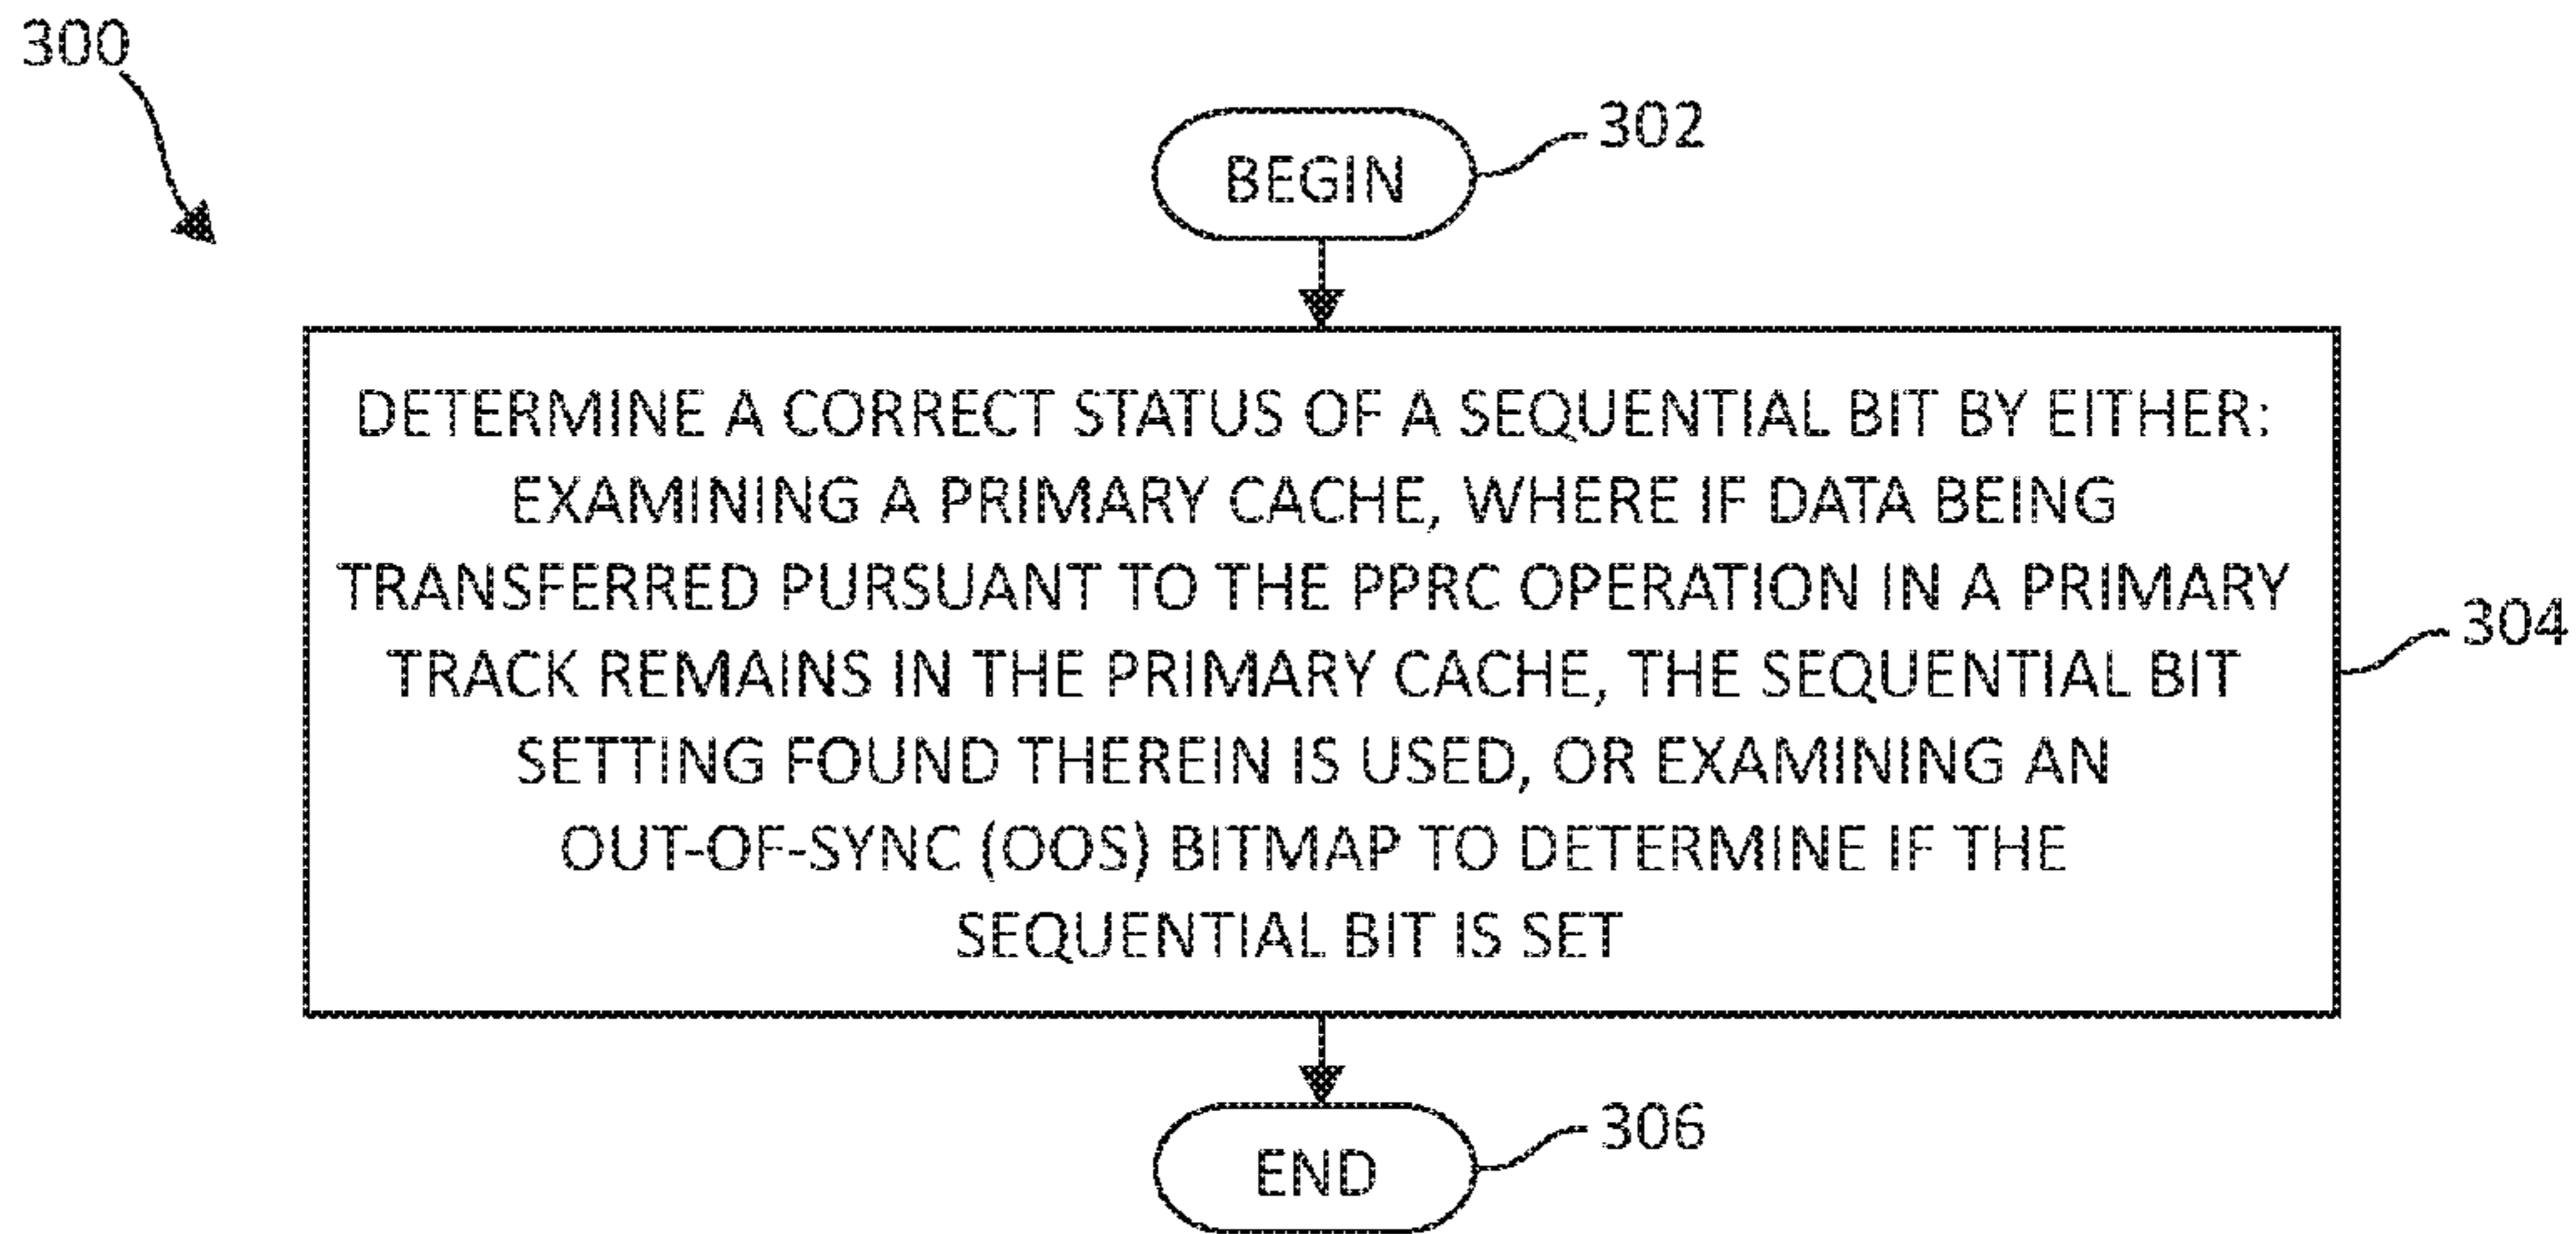 300
302
BEGIN
DETERMINE A CORRECT STATUS OF A SEQUENTIAL BIT BY EITHER:
EXAMINING A PRIMARY CACHE, WHERE IF DATA BEING
TRANSFERRED PURSUANT TO THE PPRC OPERATION IN A PRIMARY
TRACK REMAINS IN THE PRIMARY CACHE, THE SEQUENTIAL BIT
SETTING FOUND THEREIN IS USED, OR EXAMINING AN
OUT-OF-SYNC (OOS) BITMAP TO DETERMINE IF THE
SEQUENTIAL BIT IS SET
304
306
END